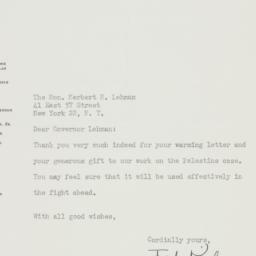 The Hon. Herbert H. Lehman
41 East 57 Street
New York 22, N. Y.
Dear Governor Lehman:
Thank you very much indeed for your warming letter and
your generous gift to our work on the Palestine case.
You may feel sure that it will be used effectively in
the fight ahead.
With all good wishes,
Cordially yours,